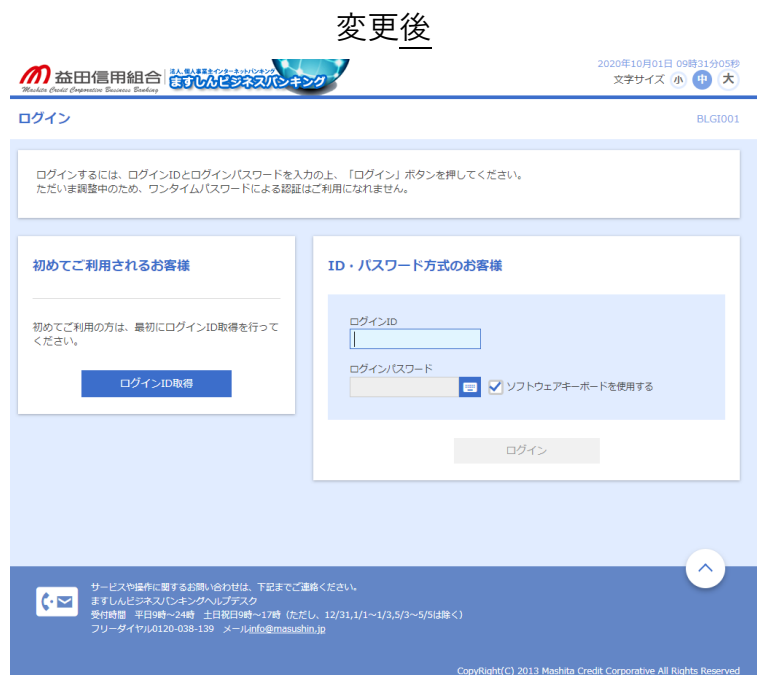 変更後
2020年10月01日 09時31分05秒
益田信用組合
Mashita Credit Corporative Business Banking
法人、個人事業主インターネットバンキング
ますしんビジネスバンキング
文字サイズ 小 中 大
ログイン
BLGI001
ログインするには、ログインIDとログインパスワードを入力の上、「ログイン」ボタンを押してください。
ただいま調整中のため、ワンタイムパスワードによる認証はご利用になれません。
初めてご利用されるお客様
初めてご利用の方は、最初にログインID取得を行って
ください。
ログインID取得
ID・パスワード方式のお客様
ログインID
ログインパスワード
ソフトウェアキーボードを使用する
ログイン
サービスや操作に関するお問い合わせは、下記までご連絡ください。
ますしんビジネスバンキングヘルプデスク
受付時間 平日9時～24時 土日祝日9時～17時（ただし、12/31,1/1～1/3,5/3～5/5は除く）
フリーダイヤル0120-038-139 メールinfo@masushin.jp
CopyRight(C) 2013 Mashita Credit Corporative All Rights Reserved